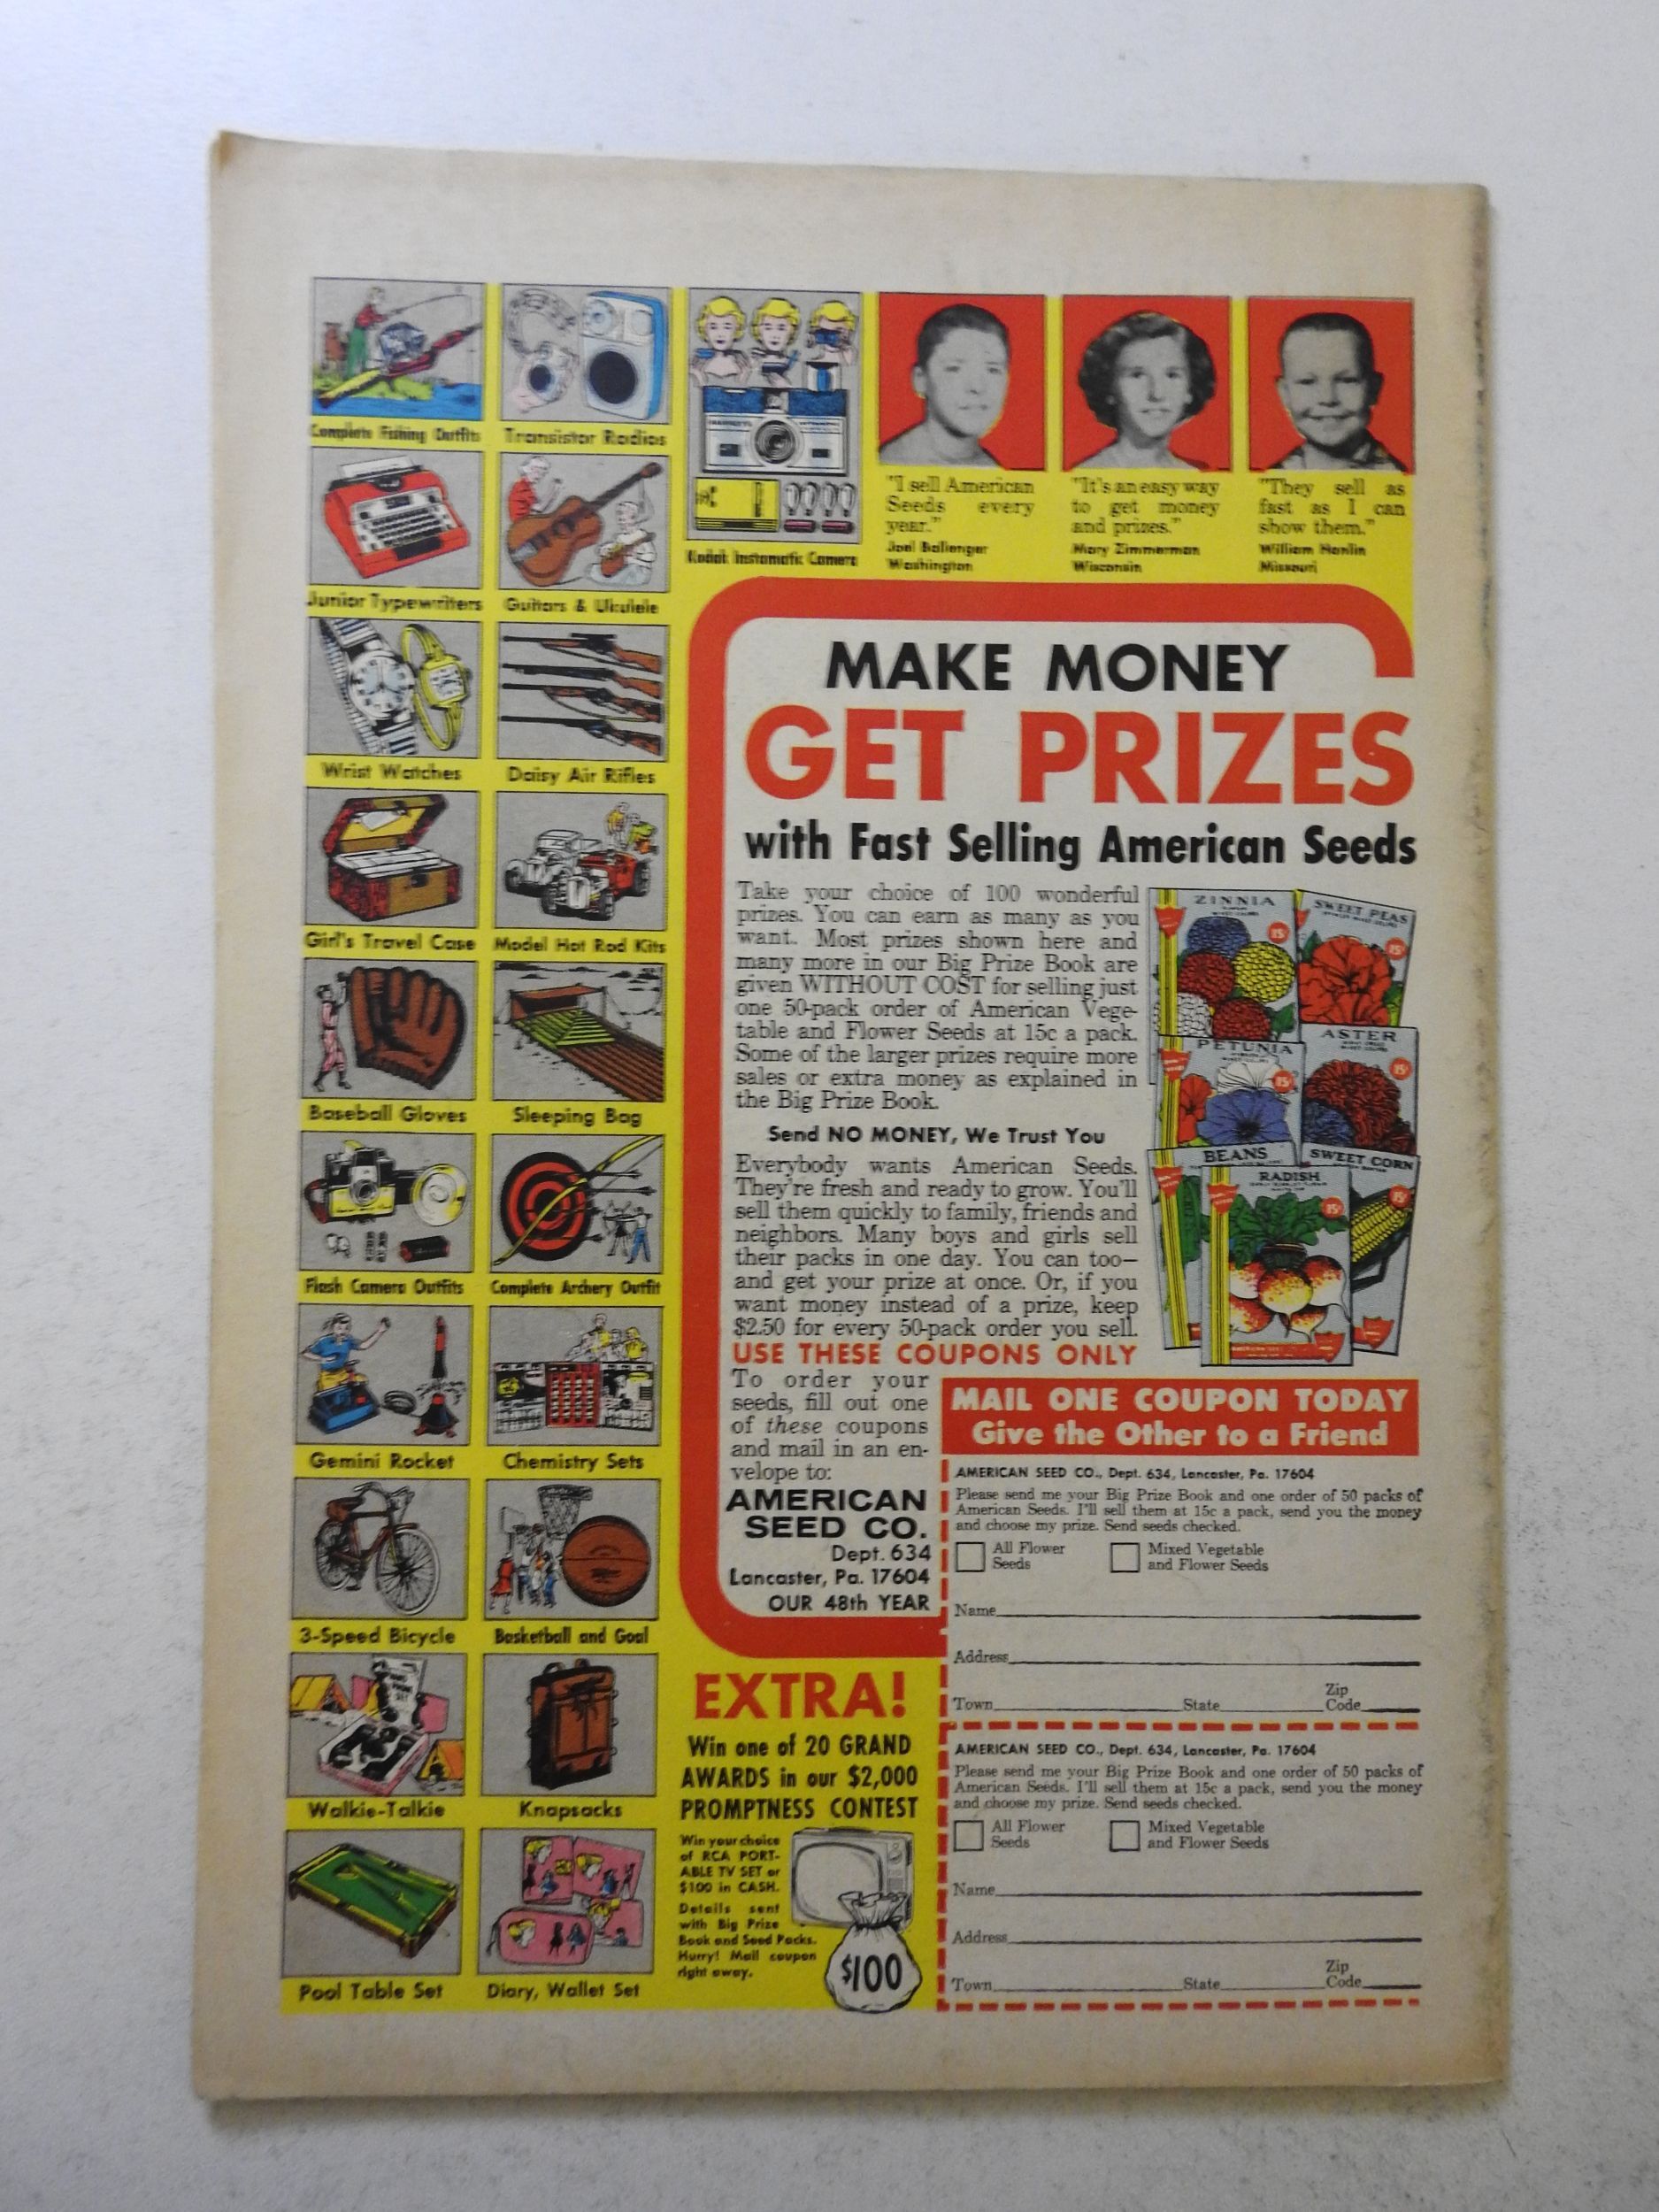 Complete Fishing Outfits
Transistor Radios
Junior Typewriters
Guitars & Ukulele
Kodak Instamatic Camera
Wrist Watches
Daisy Air Rifles
Girl's Travel Case
Model Hot Rod Kits
Baseball Gloves
Sleeping Bag
Flash Camera Outfits
Complete Archery Outfit
Gemini Rocket
Chemistry Sets
3-Speed Bicycle
Basketball and Goal
Walkie-Talkie
Knapsacks
Pool Table Set
Diary, Wallet Set
"I sell American
Seeds every
year."
Joel Ballenger
Washington
"It's an easy way
to get money
and prizes."
Mary Zimmerman
Wisconsin
"They sell as
fast as I can
show them."
William Hanlin
Missouri
MAKE MONEY
GET PRIZES
with Fast Selling American Seeds
Take your choice of 100 wonderful
prizes. You can earn as many as you
want. Most prizes shown here and
many more in our Big Prize Book are
given WITHOUT COST for selling just
one 50-pack order of American Vege-
table and Flower Seeds at 15c a pack.
Some of the larger prizes require more
sales or extra money as explained in
the Big Prize Book.
Send NO MONEY, We Trust You
Everybody wants American Seeds.
They're fresh and ready to grow. You'll
sell them quickly to family, friends and
neighbors. Many boys and girls sell
their packs in one day. You can too—
and get your prize at once. Or, if you
want money instead of a prize, keep
$2.50 for every 50-pack order you sell.
USE THESE COUPONS ONLY
To order your
seeds, fill out one
of these coupons
and mail in an en-
velope to:
AMERICAN
SEED CO.
Dept. 634
Lancaster, Pa. 17604
OUR 48th YEAR
ZINNIA
15¢
SWEET PEAS
15¢
PETUNIA
15¢
ASTER
15¢
BEANS
SWEET CORN
15¢
RADISH
15¢
MAIL ONE COUPON TODAY
Give the Other to a Friend
AMERICAN SEED CO., Dept. 634, Lancaster, Pa. 17604
Please send me your Big Prize Book and one order of 50 packs of
American Seeds. I'll sell them at 15c a pack, send you the money
and choose my prize. Send seeds checked.
All Flower
Seeds
Mixed Vegetable
and Flower Seeds
Name
Address
Town State Zip
Code
AMERICAN SEED CO., Dept. 634, Lancaster, Pa. 17604
Please send me your Big Prize Book and one order of 50 packs of
American Seeds. I'll sell them at 15c a pack, send you the money
and choose my prize. Send seeds checked.
All Flower
Seeds
Mixed Vegetable
and Flower Seeds
Name
Address
Town State Zip
Code
EXTRA!
Win one of 20 GRAND
AWARDS in our $2,000
PROMPTNESS CONTEST
Win your choice
of RCA PORT-
ABLE TV SET or
$100 in CASH.
Details sent
with Big Prize
Book and Seed Packs.
Hurry! Mail coupon
right away.
$100